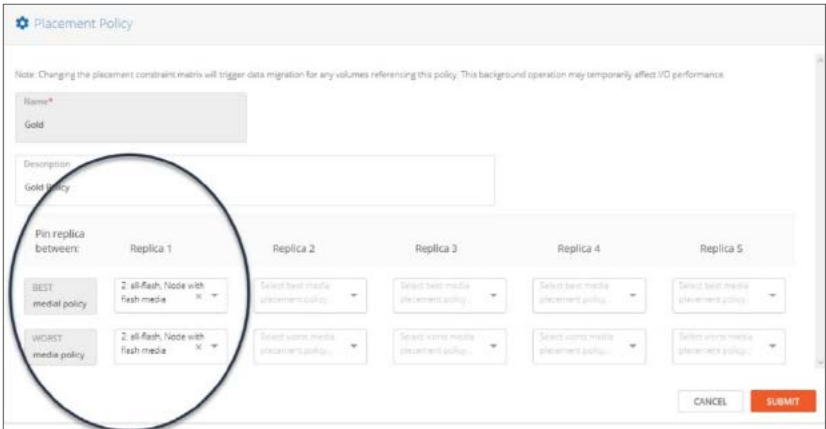 Placement Policy
Note: Changing the placement constraint matrix will trigger data migration for any volumes referencing this policy. This background operation may temporarily affect I/O performance.
Name*
Gold
Description
Gold Policy
Pin replica
between:
Replica 1
Replica 2
Replica 3
Replica 4
Replica 5
BEST
medial policy
2: all-flash, Node with
flash media
Select best media
placement policy...
Select best media
placement policy...
Select best media
placement policy...
Select best media
placement policy...
WORST
media policy
2: all-flash, Node with
flash media
Select worst media
placement policy...
Select worst media
placement policy...
Select worst media
placement policy...
Select worst media
placement policy...
CANCEL
SUBMIT